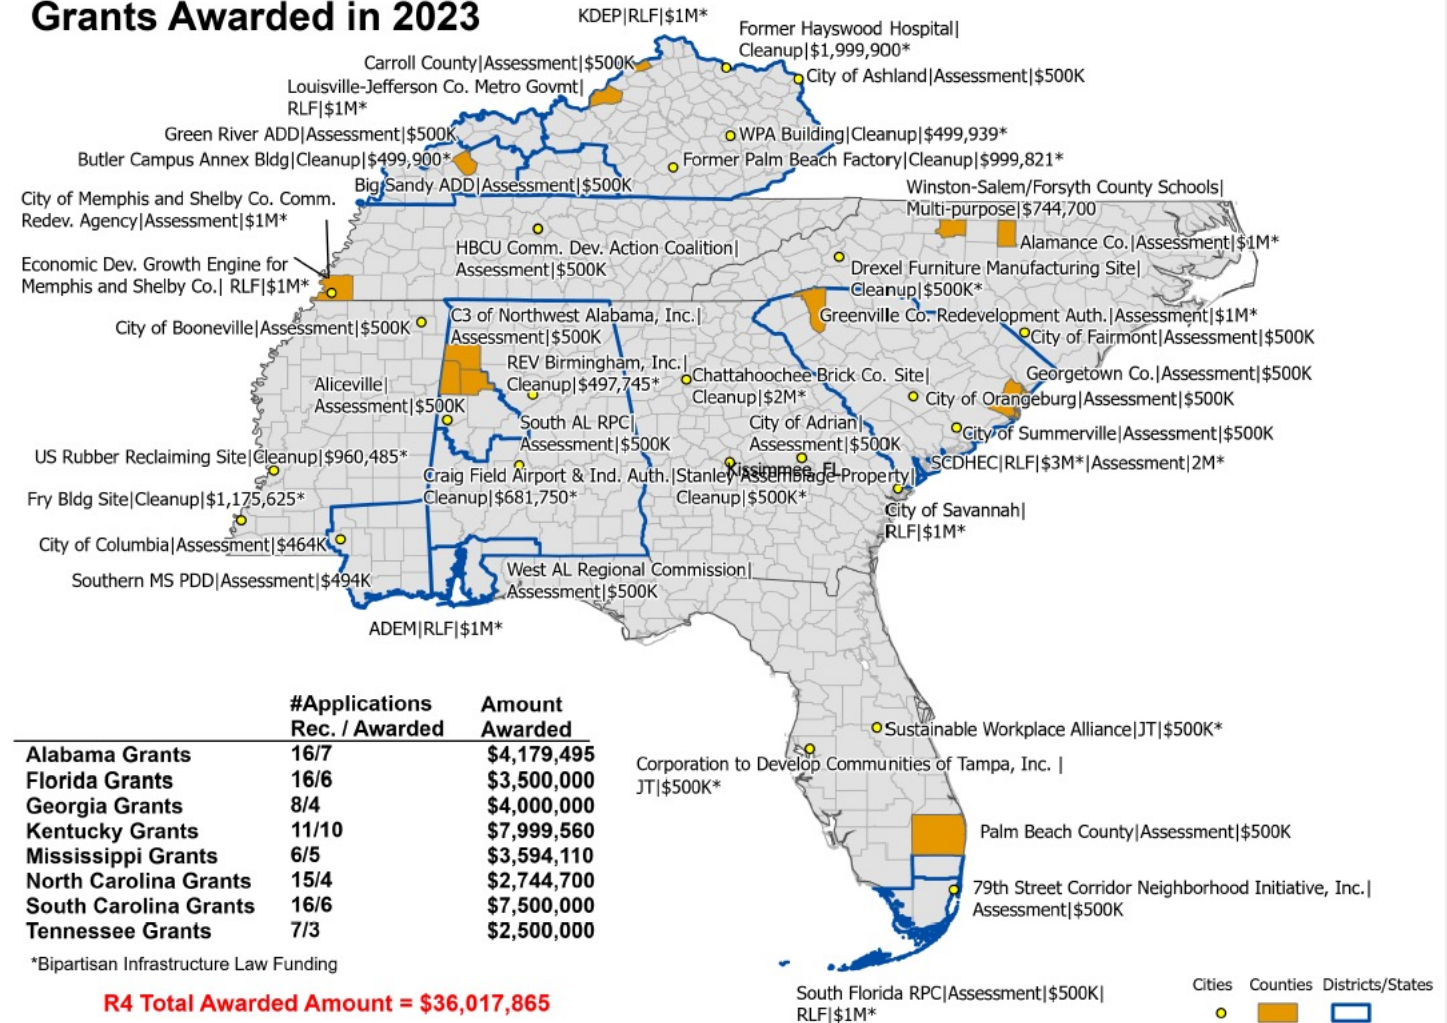 Grants Awarded in 2023
KDEP|RLF|$1M*
Former Hayswood Hospital|
Cleanup|$1,999,900*
Carroll County|Assessment|$500K
City of Ashland|Assessment|$500K
Louisville-Jefferson Co. Metro Govmt|
RLF|$1M*
Green River ADD|Assessment|$500K
WPA Building|Cleanup|$499,939*
Butler Campus Annex Bldg|Cleanup|$499,900*
Former Palm Beach Factory|Cleanup|$999,821*
Big Sandy ADD|Assessment|$500K
City of Memphis and Shelby Co. Comm.
Redev. Agency|Assessment|$1M*
Winston-Salem/Forsyth County Schools|
Multi-purpose|$744,700
Alamance Co.|Assessment|$1M*
HBCU Comm. Dev. Action Coalition|
Assessment|$500K
Economic Dev. Growth Engine for
Memphis and Shelby Co.| RLF|$1M*
Drexel Furniture Manufacturing Site|
Cleanup|$500K*
City of Booneville|Assessment|$500K
C3 of Northwest Alabama, Inc.|
Assessment|$500K
Greenville Co. Redevelopment Auth.|Assessment|$1M*
City of Fairmont|Assessment|$500K
REV Birmingham, Inc.|
Cleanup|$497,745*
Chattahoochee Brick Co. Site|
Cleanup|$2M*
Georgetown Co.|Assessment|$500K
Aliceville|
Assessment|$500K
City of Orangeburg|Assessment|$500K
South AL RPC|
Assessment|$500K
City of Adrian|
Assessment|$500K
City of Summerville|Assessment|$500K
US Rubber Reclaiming Site|Cleanup|$960,485*
SCDHEC|RLF|$3M*|Assessment|2M*
Kissimmee, FL
Craig Field Airport & Ind. Auth.|
Cleanup|$681,750*
Stanley Assemblage Property|
Cleanup|$500K*
Fry Bldg Site|Cleanup|$1,175,625*
City of Savannah|
RLF|$1M*
City of Columbia|Assessment|$464K
Southern MS PDD|Assessment|$494K
West AL Regional Commission|
Assessment|$500K
ADEM|RLF|$1M*
#Applications Amount
Rec. / Awarded Awarded
Alabama Grants 16/7 $4,179,495
Florida Grants 16/6 $3,500,000
Georgia Grants 8/4 $4,000,000
Kentucky Grants 11/10 $7,999,560
Mississippi Grants 6/5 $3,594,110
North Carolina Grants 15/4 $2,744,700
South Carolina Grants 16/6 $7,500,000
Tennessee Grants 7/3 $2,500,000
*Bipartisan Infrastructure Law Funding
R4 Total Awarded Amount = $36,017,865
Sustainable Workplace Alliance|JT|$500K*
Corporation to Develop Communities of Tampa, Inc. |
JT|$500K*
Palm Beach County|Assessment|$500K
79th Street Corridor Neighborhood Initiative, Inc.|
Assessment|$500K
South Florida RPC|Assessment|$500K|
RLF|$1M*
Cities Counties Districts/States